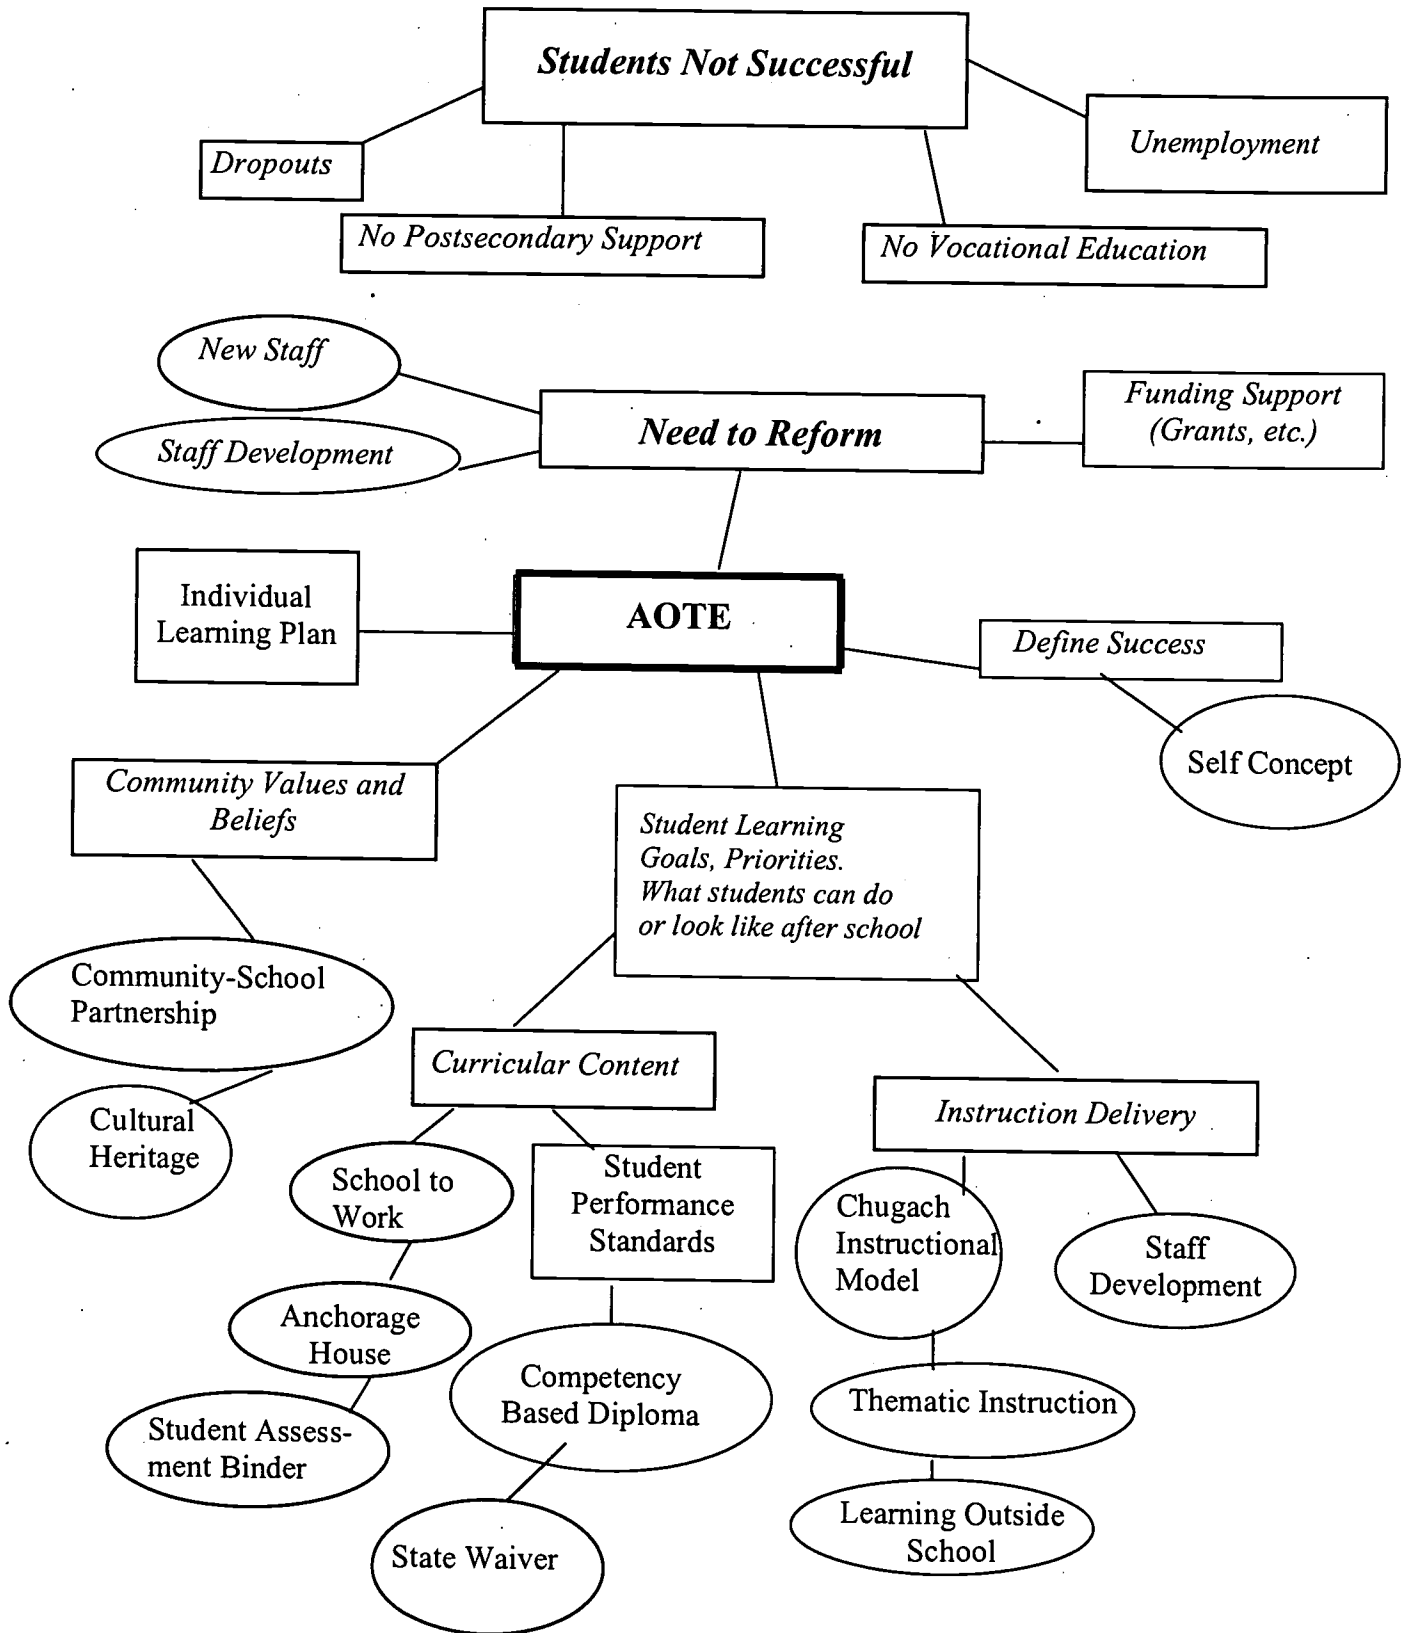 Students Not Successful
Unemployment
Dropouts
No Postsecondary Support
No Vocational Education
New Staff
Funding Support
(Grants, etc.)
Need to Reform
Staff Development
Individual
Learning Plan
AOTE
Define Success
Self Concept
Community Values and
Beliefs
Student Learning
Goals, Priorities.
What students can do
or look like after school
Community-School
Partnership
Curricular Content
Instruction Delivery
Cultural
Heritage
School to
Work
Student
Performance
Standards
Chugach
Instructional
Model
Staff
Development
Anchorage
House
Competency
Based Diploma
Thematic Instruction
Student Assess-
ment Binder
Learning Outside
School
State Waiver